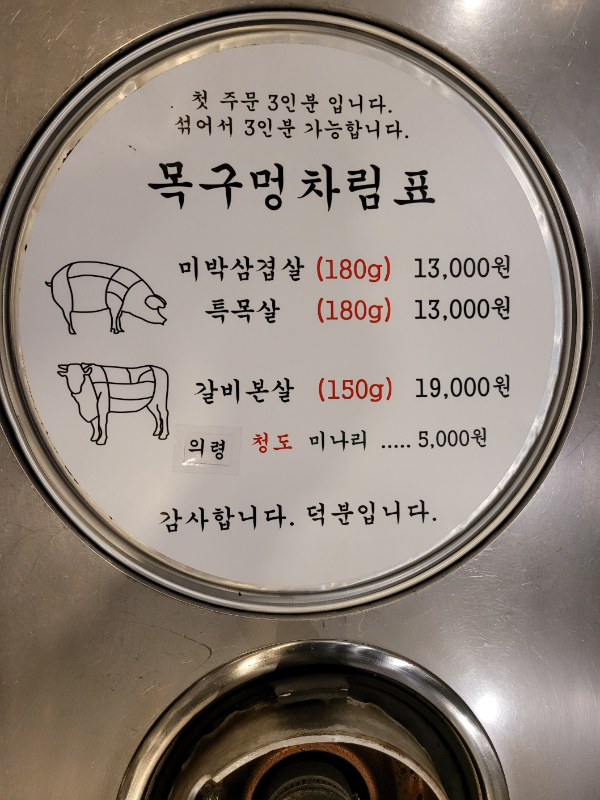 첫 주문 3인분 입니다.
섞어서 3인분 가능합니다.
목구멍차림표
미박삼겹살 (180g) 13,000원
특목살 (180g) 13,000원
갈비본살 (150g) 19,000원
의령 청도 미나리 ..... 5,000원
감사합니다. 덕분입니다.